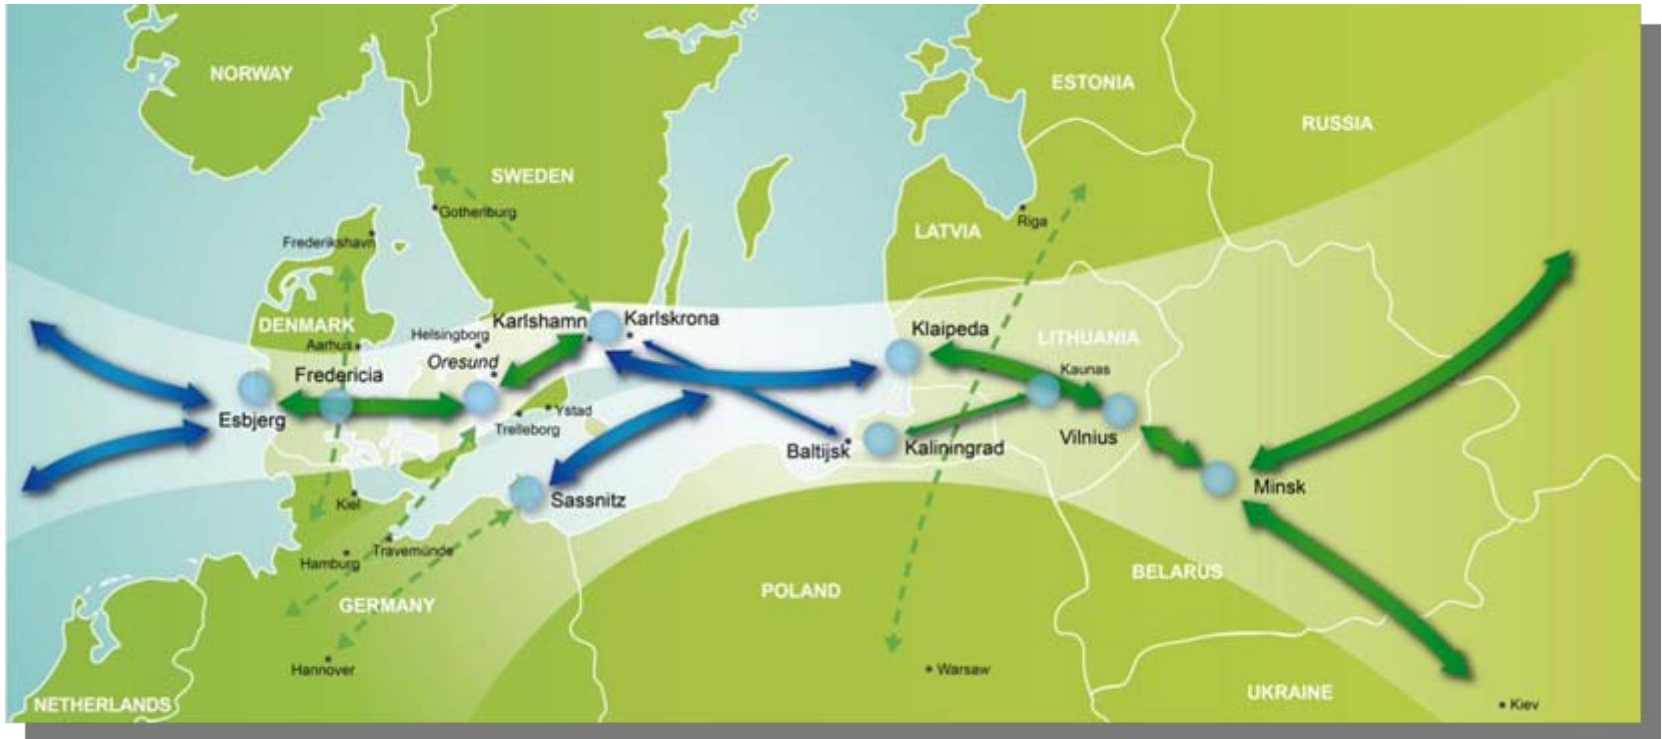 NORWAY
ESTONIA
RUSSIA
SWEDEN
Gothenburg
Riga
LATVIA
Frederikshavn
DENMARK
Karlshamn
Karlskrona
Klaipeda
Helsingborg
LITHUANIA
Aarhus
Oresund
Kaunas
Fredericia
Esbjerg
Ystad
Trelleborg
Vilnius
Baltijsk
Kaliningrad
Minsk
Sassnitz
Kiel
Travemünde
Hamburg
BELARUS
POLAND
GERMANY
Hannover
Warsaw
UKRAINE
NETHERLANDS
Kiev